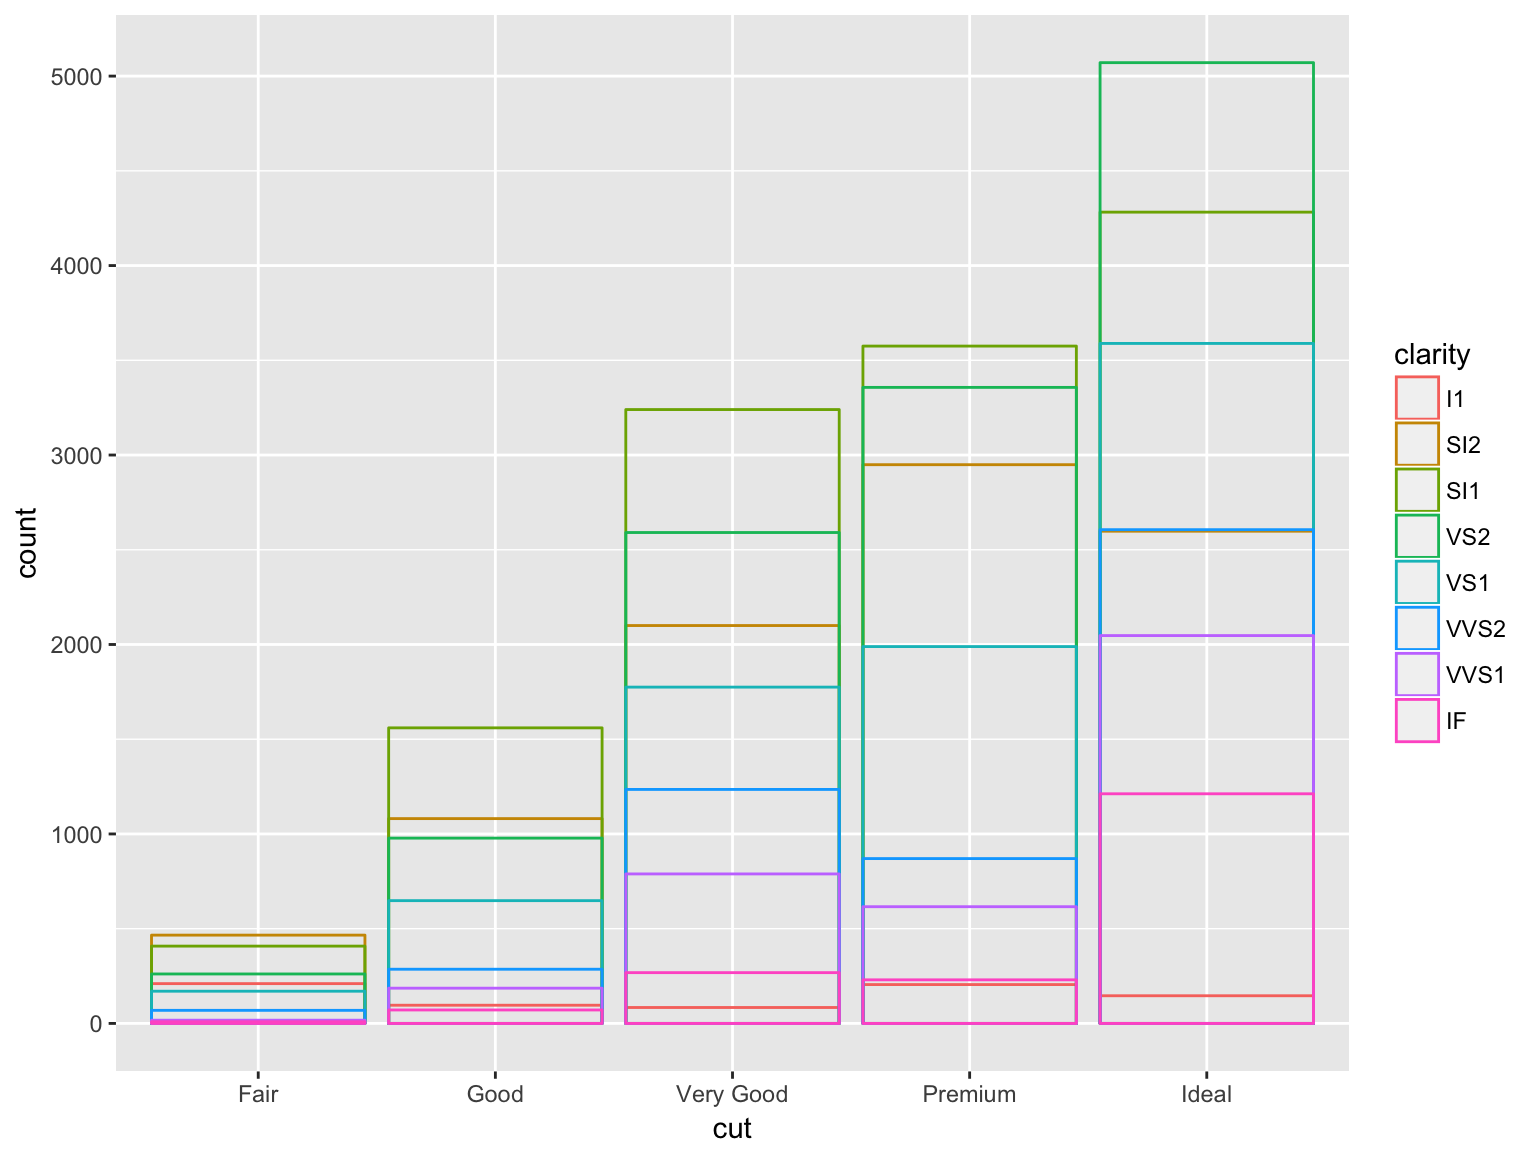 5000
4000
3000
2000
1000
0
count
Fair Good Very Good Premium Ideal
cut
clarity
I1
SI2
SI1
VS2
VS1
VVS2
VVS1
IF